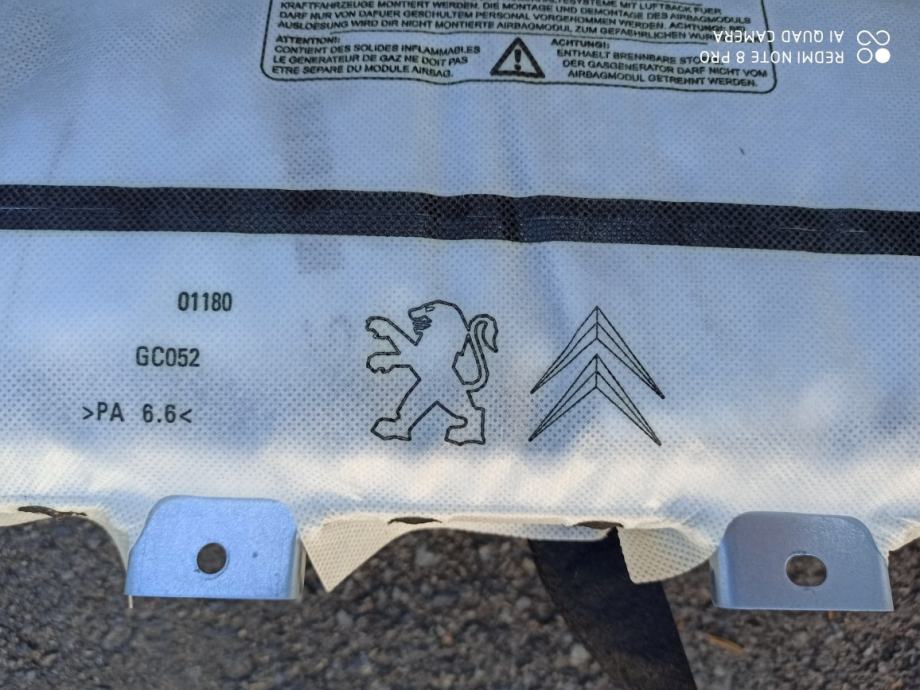 KRAFTFAHRZEUGE MONTIERT WERDEN. DIE MONTAGE UND DEMONTAGE DES AIRBAGMODULS
DARF NUR VON DAFUER GESCHULTEM PERSONAL VORGENOMMEN WERDEN. ACHTUNG:
AUSLOESUNG WIRD DIR NICHT MONTIERTE AIRBAGMODUL ZUM GEFAEHRLICHEN
ATTENTION!:
CONTIENT DES SOLIDES INFLAMMABLES
LE GENERATEUR DE GAZ NE DOIT PAS
ETRE SEPARE DU MODULE AIRBAG.
ACHTUNG!:
ENTHAELT BRENNBARE
DER GASGENERATOR DARF NICHT VOM
AIRBAGMODUL GETRENNT WERDEN.
REDMI NOTE 8 PRO
AI QUAD CAMERA
01180
GC052
>PA 6.6<